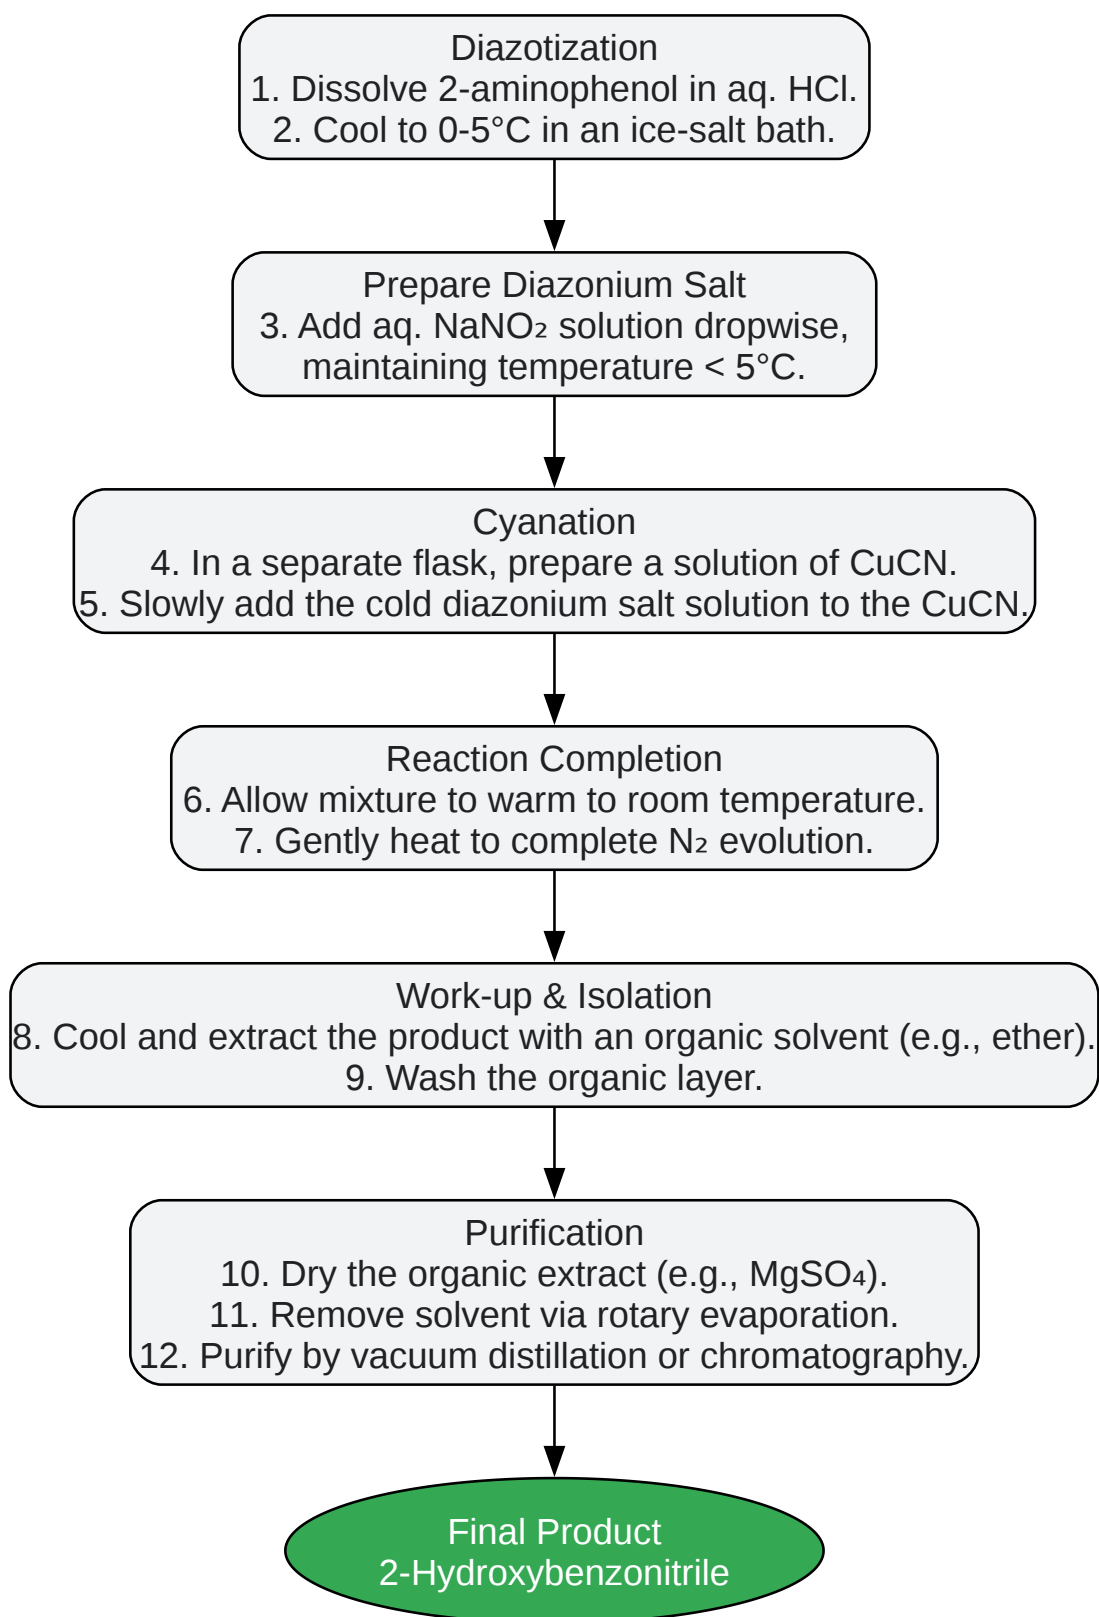 Diazotization
1. Dissolve 2-aminophenol in aq. HCl.
2. Cool to 0-5°C in an ice-salt bath.
Prepare Diazonium Salt
3. Add aq. NaNO₂ solution dropwise,
maintaining temperature < 5°C.
Cyanation
4. In a separate flask, prepare a solution of CuCN.
5. Slowly add the cold diazonium salt solution to the CuCN.
Reaction Completion
6. Allow mixture to warm to room temperature.
7. Gently heat to complete N₂ evolution.
Work-up & Isolation
8. Cool and extract the product with an organic solvent (e.g., ether).
9. Wash the organic layer.
Purification
10. Dry the organic extract (e.g., MgSO₄).
11. Remove solvent via rotary evaporation.
12. Purify by vacuum distillation or chromatography.
Final Product
2-Hydroxybenzonitrile